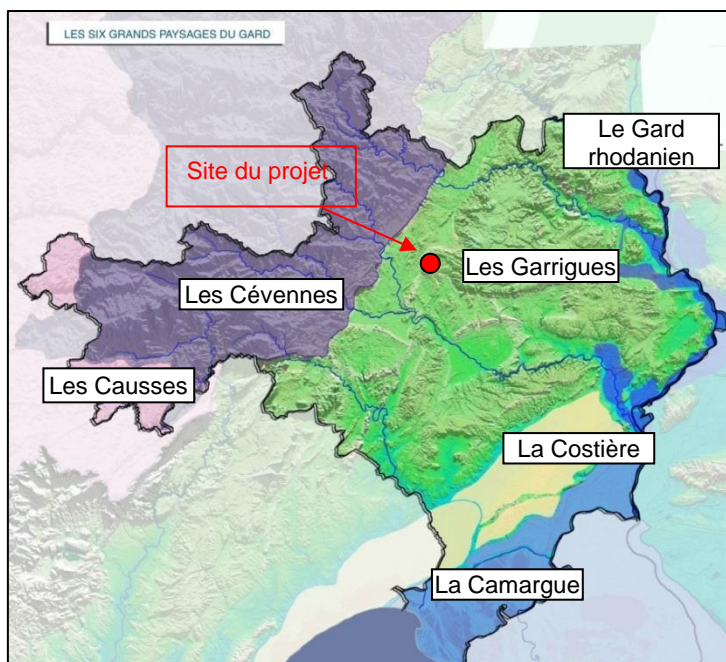 LES SIX GRANDS PAYSAGES DU GARD
Le Gard
rhodanien
Site du projet
Les Garrigues
Les Cévennes
Les Causses
La Costière
La Camargue